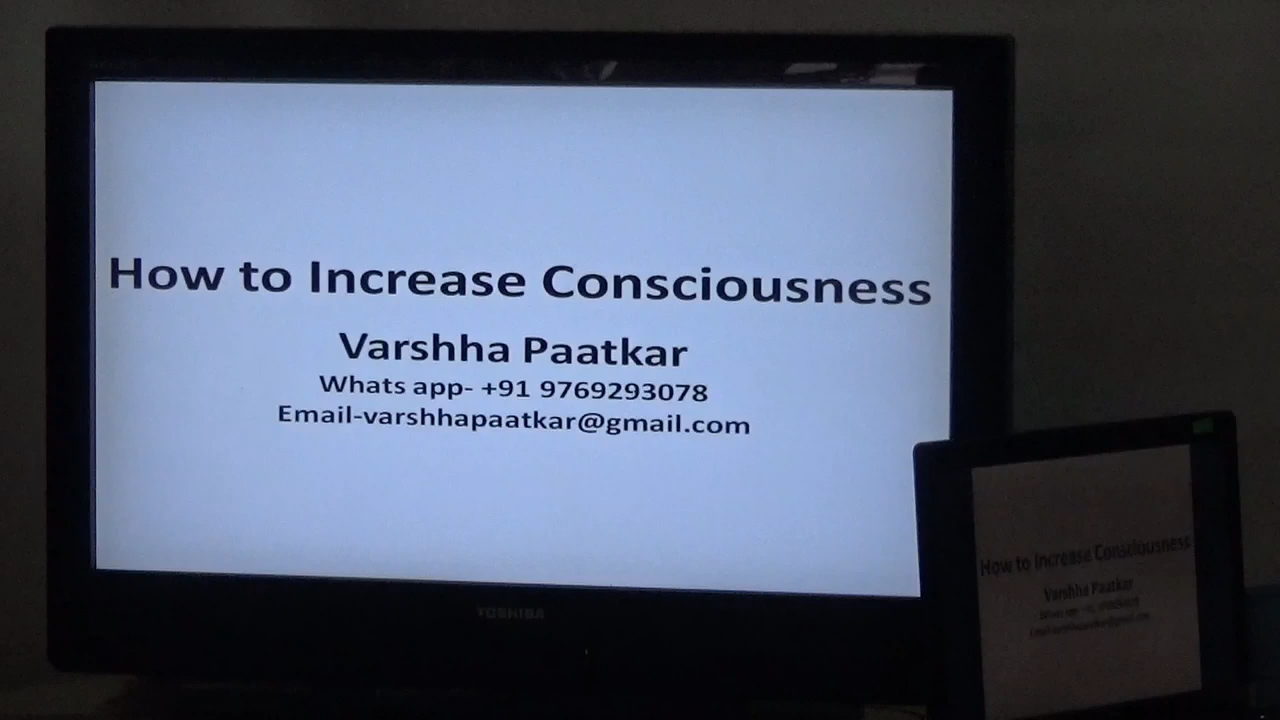 How to Increase Consciousness
Varshha Paatkar
Whats app- +91 9769293078
Email-varshhapaatkar@gmail.com
TOSHIBA
How to Increase Consciousness
Varshha Paatkar